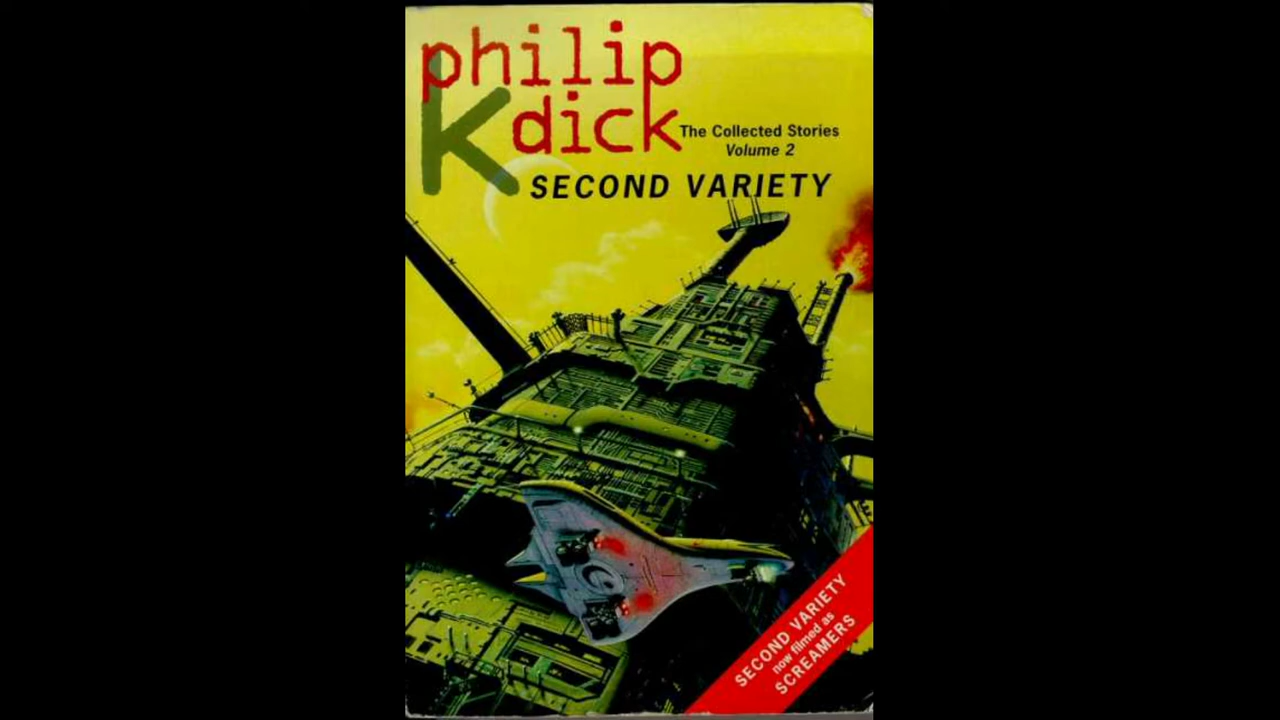 philip
K dick
The Collected Stories
Volume 2
SECOND VARIETY
SECOND VARIETY
now filmed as
SCREAMERS